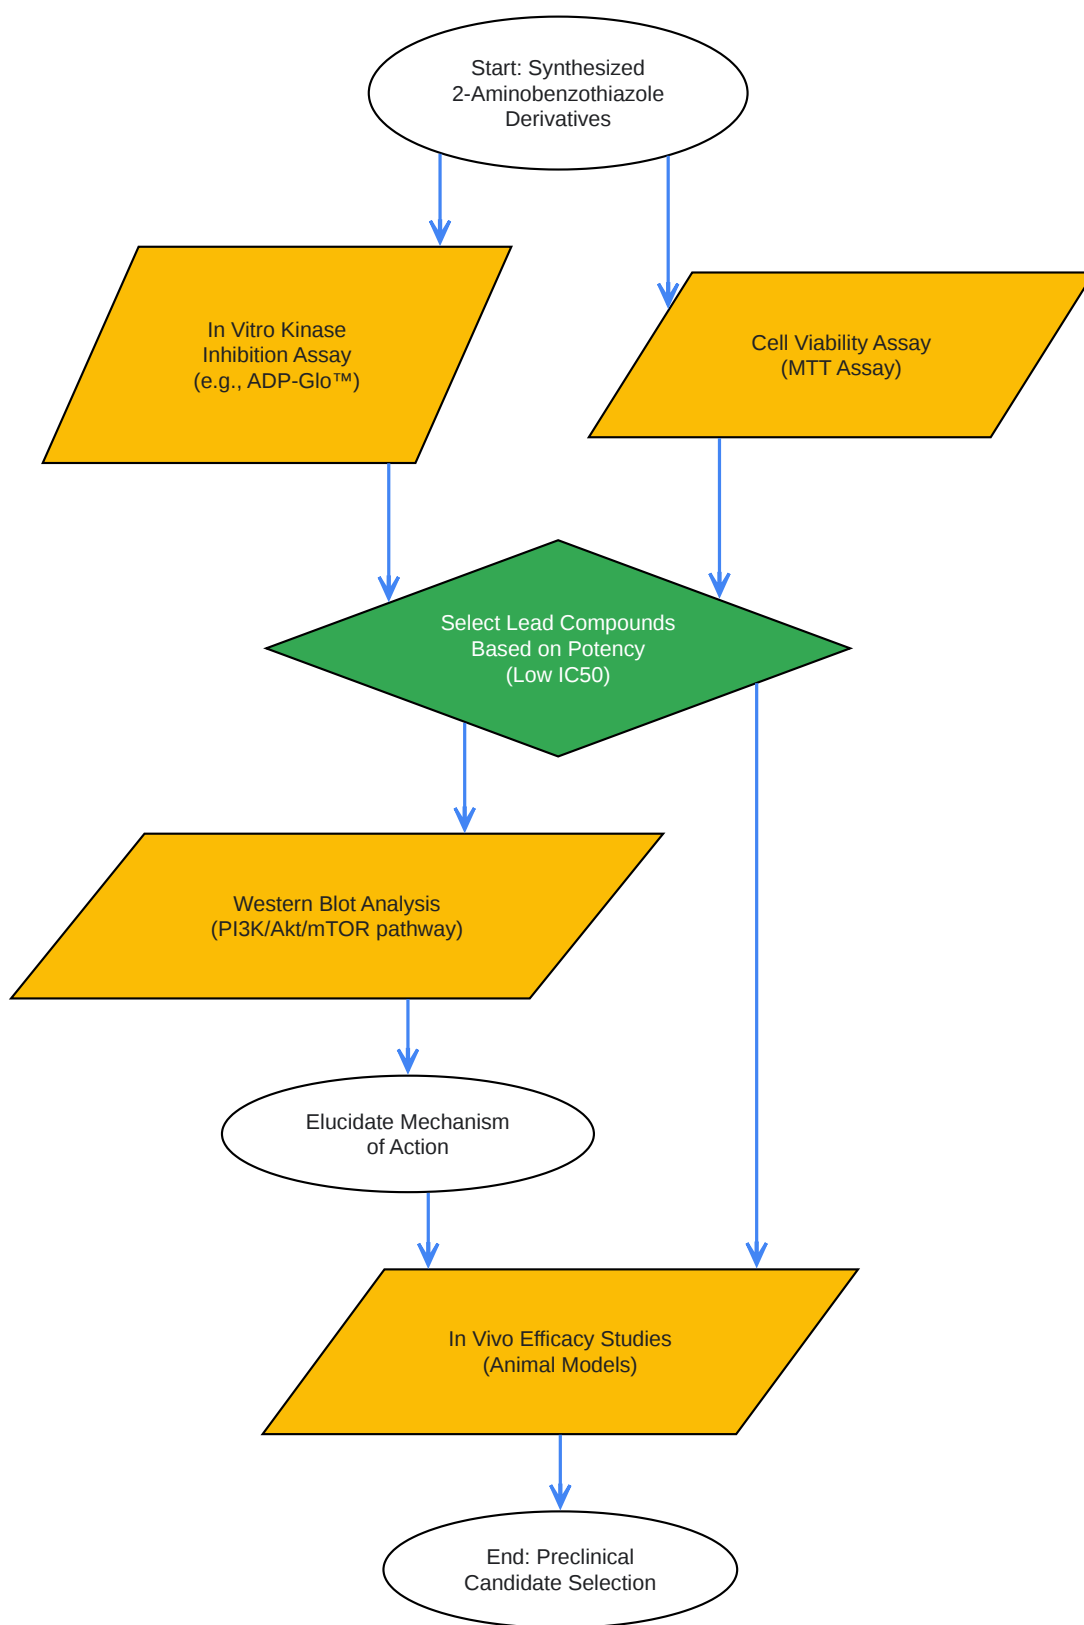 Start: Synthesized
2-Aminobenzothiazole
Derivatives
In Vitro Kinase
Inhibition Assay
(e.g., ADP-Glo™)
Cell Viability Assay
(MTT Assay)
Select Lead Compounds
Based on Potency
(Low IC50)
Western Blot Analysis
(PI3K/Akt/mTOR pathway)
Elucidate Mechanism
of Action
In Vivo Efficacy Studies
(Animal Models)
End: Preclinical
Candidate Selection